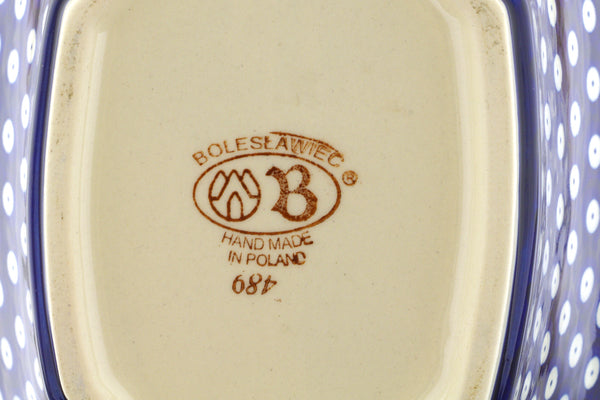 BOLESŁAWIEC
B®
HAND MADE
IN POLAND
489